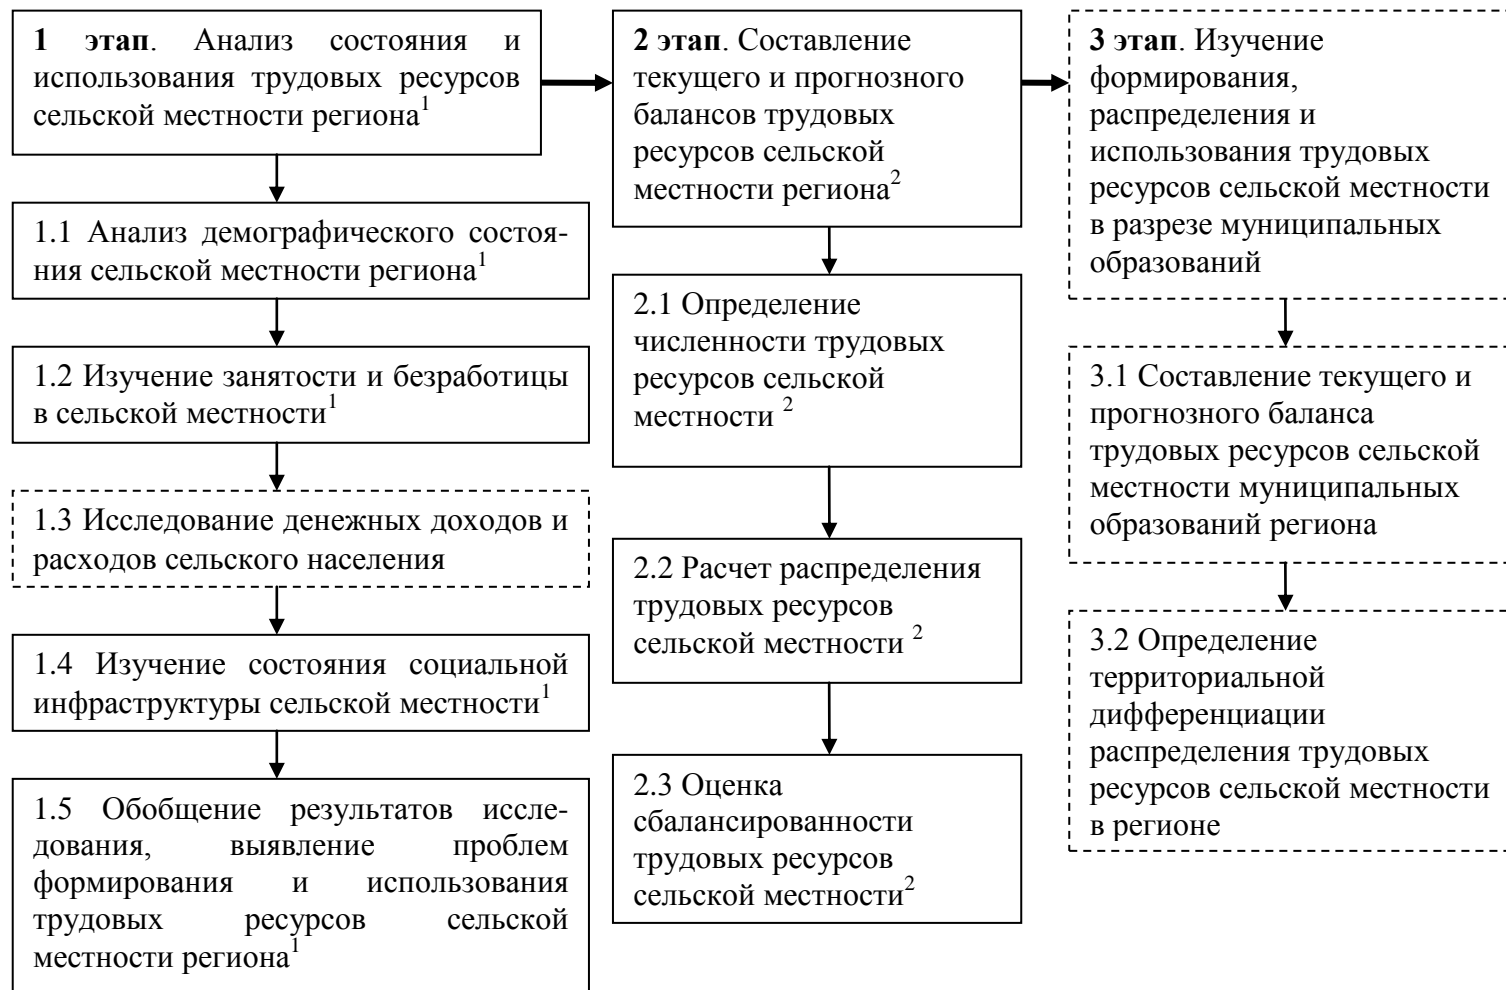 1 этап. Анализ состояния и
использования трудовых ресурсов
сельской местности региона1
1.1 Анализ демографического состоя-
ния сельской местности региона1
1.2 Изучение занятости и безработицы
в сельской местности1
1.3 Исследование денежных доходов и
расходов сельского населения
1.4 Изучение состояния социальной
инфраструктуры сельской местности1
1.5 Обобщение результатов иссле-
дования, выявление проблем
формирования и использования
трудовых ресурсов сельской
местности региона1
2 этап. Составление
текущего и прогнозного
балансов трудовых
ресурсов сельской
местности региона2
2.1 Определение
численности трудовых
ресурсов сельской
местности 2
2.2 Расчет распределения
трудовых ресурсов
сельской местности 2
2.3 Оценка
сбалансированности
трудовых ресурсов
сельской местности2
3 этап. Изучение
формирования,
распределения и
использования трудовых
ресурсов сельской местности
в разрезе муниципальных
образований
3.1 Составление текущего и
прогнозного баланса
трудовых ресурсов сельской
местности муниципальных
образований региона
3.2 Определение
территориальной
дифференциации
распределения трудовых
ресурсов сельской местности
в регионе